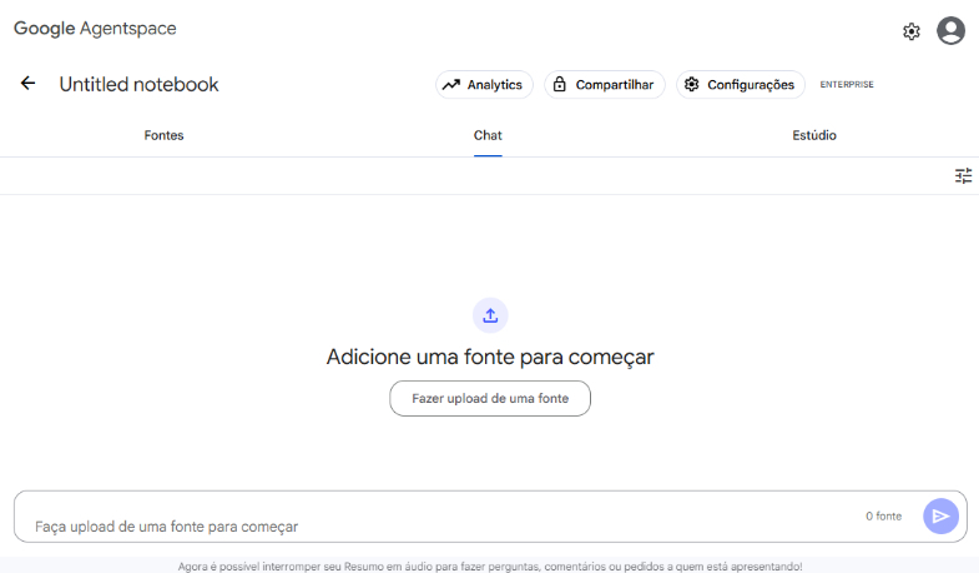 Google Agentspace
Untitled notebook
Analytics
Compartilhar
Configurações
ENTERPRISE
Fontes
Chat
Estúdio
Adicione uma fonte para começar
Fazer upload de uma fonte
Faça upload de uma fonte para começar
0 fonte
Agora é possível interromper seu Resumo em áudio para fazer perguntas, comentários ou pedidos a quem está apresentando!